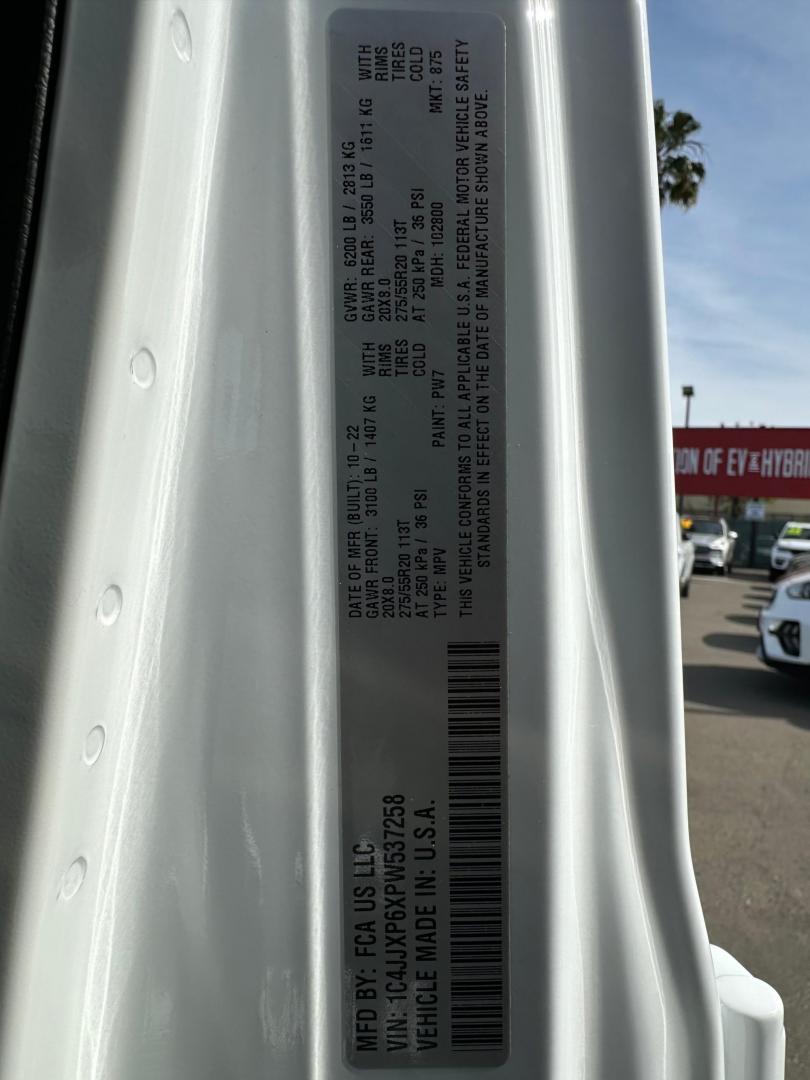 MFD BY: FCA US LLC
VIN: 1C4JJXP6XPW537258
VEHICLE MADE IN: U.S.A.
DATE OF MFR (BUILT): 10-22 GVWR: 6200 LB / 2813 KG
GAWR FRONT: 3100 LB / 1407 KG WITH GAWR REAR: 3550 LB / 1611 KG WITH
20X8.0 RIMS 20X8.0 RIMS
275/55R20 113T TIRES 275/55R20 113T TIRES
AT 250 kPa / 36 PSI COLD AT 250 kPa / 36 PSI COLD
TYPE: MPV PAINT: PW7 MDH: 102800 MKT: 875
THIS VEHICLE CONFORMS TO ALL APPLICABLE U.S.A. FEDERAL MOTOR VEHICLE SAFETY
STANDARDS IN EFFECT ON THE DATE OF MANUFACTURE SHOWN ABOVE.
OF EV